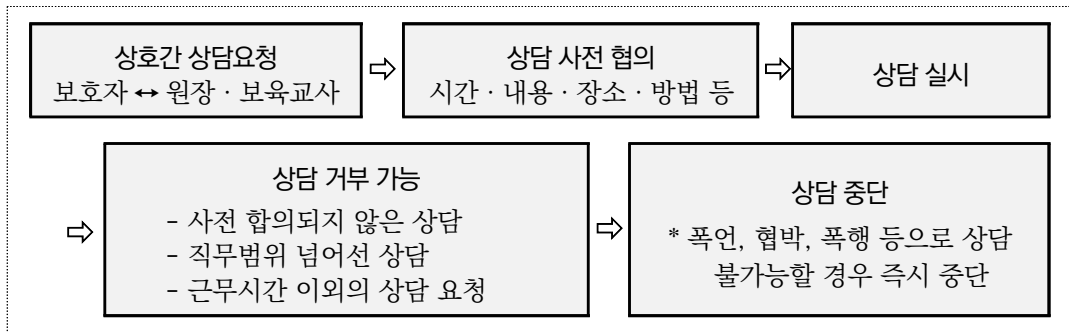 상호간 상담요청
보호자 ↔ 원장 · 보육교사
⇨
상담 사전 협의
시간 · 내용 · 장소 · 방법 등
⇨
상담 실시
⇨
상담 거부 가능
- 사전 합의되지 않은 상담
- 직무범위 넘어선 상담
- 근무시간 이외의 상담 요청
⇨
상담 중단
* 폭언, 협박, 폭행 등으로 상담
불가능할 경우 즉시 중단